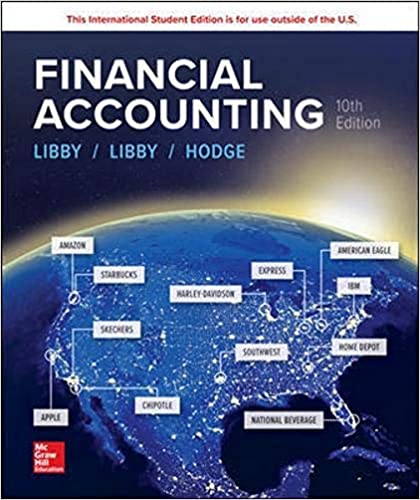 This International Student Edition is for use outside of the U.S.
FINANCIAL
ACCOUNTING
10th
Edition
LIBBY / LIBBY / HODGE
AMAZON
AMERICAN EAGLE
STARBUCKS
EXPRESS
IBM
HARLEY-DAVIDSON
SKECHERS
SOUTHWEST
HOME DEPOT
CHIPOTLE
APPLE
NATIONAL BEVERAGE
Mc
Graw
Hill
Education